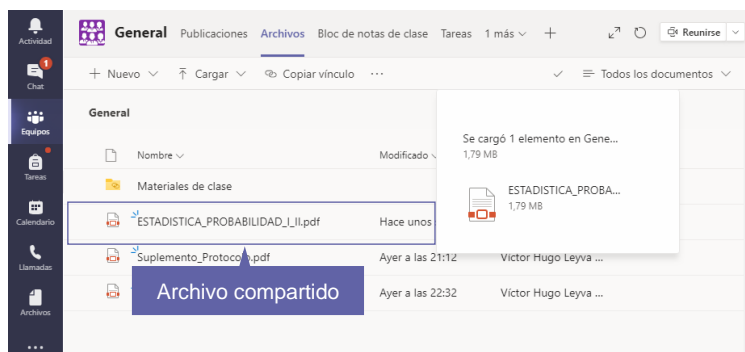 General Publicaciones Archivos Bloc de notas de clase Tareas 1 más Reunirse
Actividad
1
Chat
Equipos
Tareas
Calendario
Llamadas
Archivos
Nuevo Cargar Copiar vínculo Todos los documentos
General
Nombre Modificado
Materiales de clase
ESTADISTICA_PROBABILIDAD_I_II.pdf Hace unos
Suplemento_Protocolo.pdf Ayer a las 21:12 Víctor Hugo Leyva ...
Ayer a las 22:32 Víctor Hugo Leyva ...
Se cargó 1 elemento en Gene...
1,79 MB
ESTADISTICA_PROBA...
1,79 MB
Archivo compartido